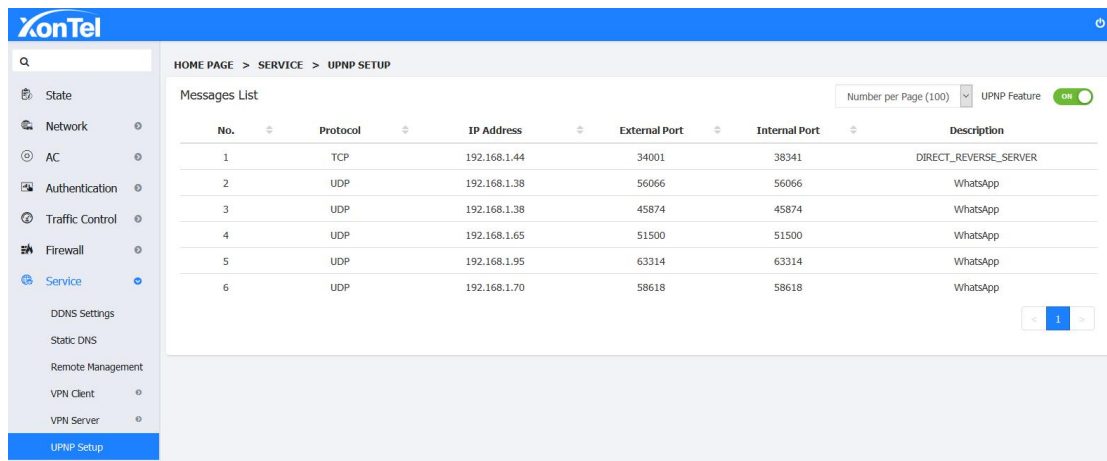 XonTel
HOME PAGE > SERVICE > UPNP SETUP
State
Network
AC
Authentication
Traffic Control
Firewall
Service
DDNS Settings
Static DNS
Remote Management
VPN Client
VPN Server
UPNP Setup
Messages List
Number per Page (100) UPNP Feature ON
No. Protocol IP Address External Port Internal Port Description
1 TCP 192.168.1.44 34001 38341 DIRECT_REVERSE_SERVER
2 UDP 192.168.1.38 56066 56066 WhatsApp
3 UDP 192.168.1.38 45874 45874 WhatsApp
4 UDP 192.168.1.65 51500 51500 WhatsApp
5 UDP 192.168.1.95 63314 63314 WhatsApp
6 UDP 192.168.1.70 58618 58618 WhatsApp
< 1 >